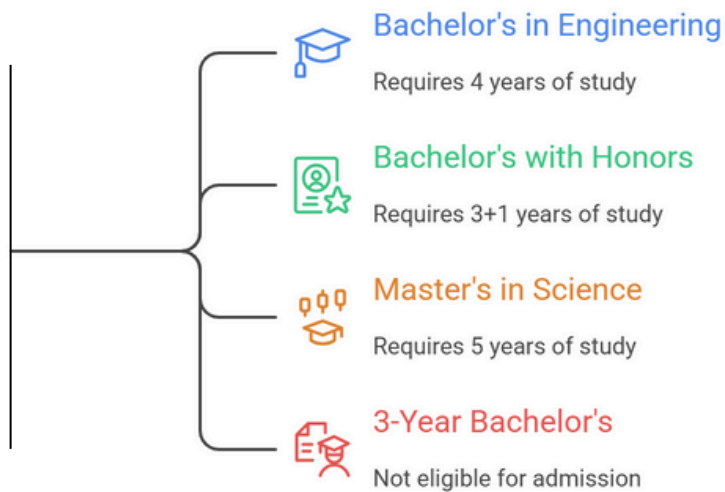 Bachelor's in Engineering
Requires 4 years of study
Bachelor's with Honors
Requires 3+1 years of study
Master's in Science
Requires 5 years of study
3-Year Bachelor's
Not eligible for admission